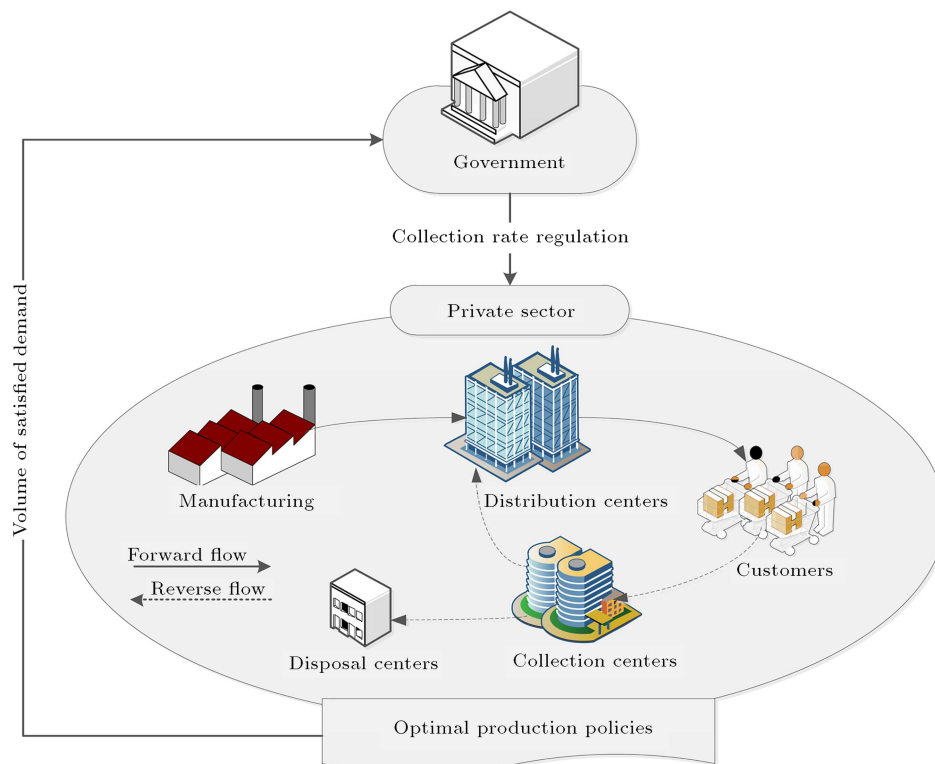 Government
Collection rate regulation
Private sector
Volume of satisfied demand
Manufacturing
Distribution centers
Customers
Forward flow
Reverse flow
Disposal centers
Collection centers
Optimal production policies